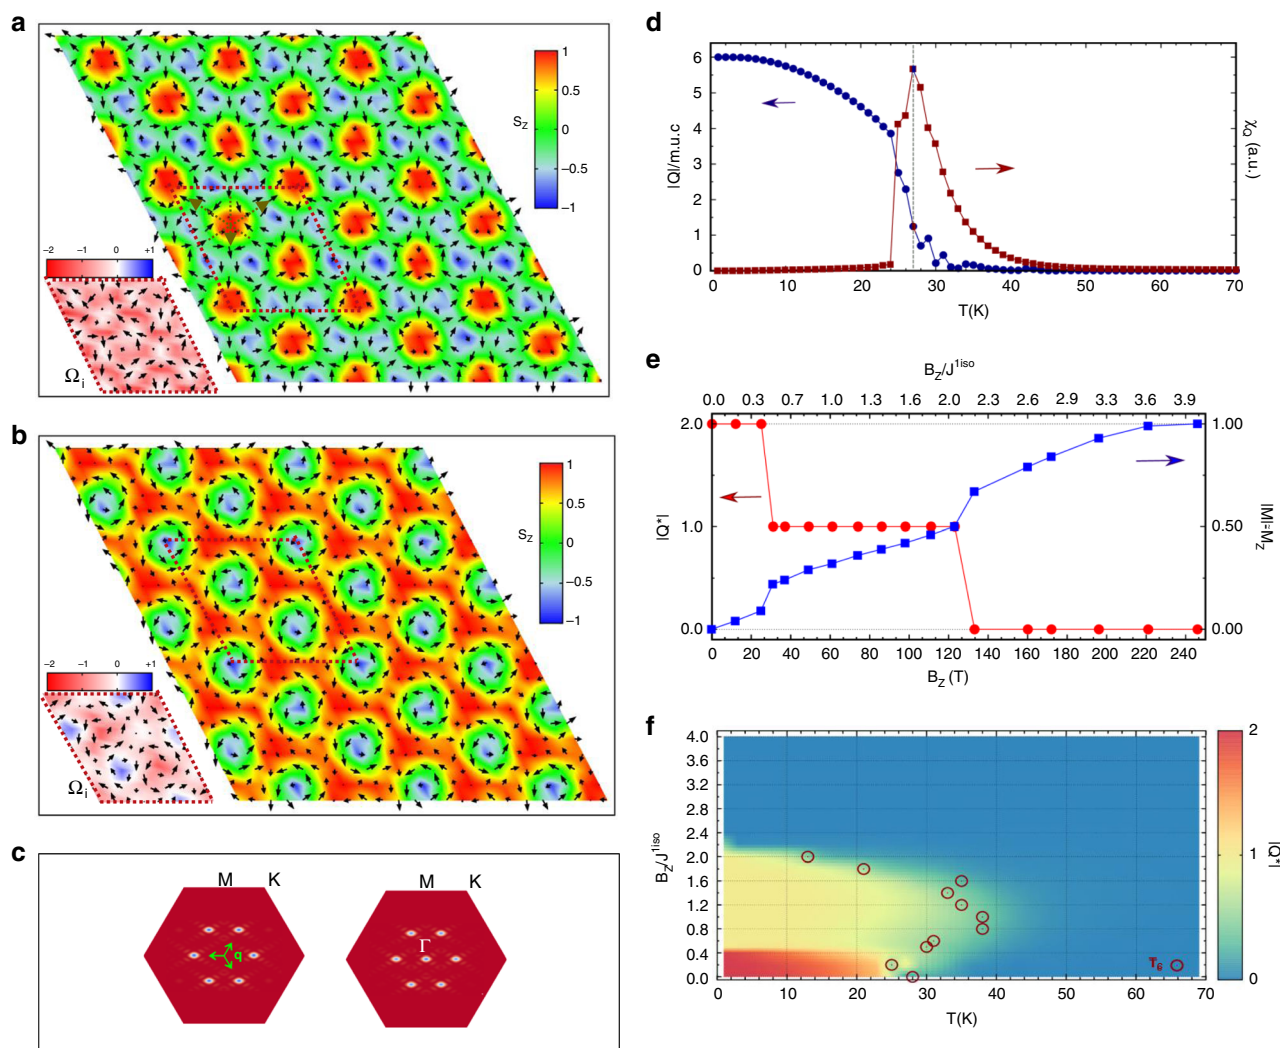 a
1
0.5
0
−0.5
−1
S_Z
−2 −1 0 +1
Ω_i
b
1
0.5
0
−0.5
−1
S_Z
−2 −1 0 +1
Ω_i
c
M K M K
q Γ
d
6
5
4
3
2
1
0
|Q|/m.u.c
0 10 20 30 40 50 60 70
T(K)
χ_Q (a.u.)
e
B_Z/J^1iso
0.0 0.3 0.7 1.0 1.3 1.6 2.0 2.3 2.6 2.9 3.3 3.6 3.9
2.0 1.00
1.0 0.50
0.0 0.00
|Q*|
|M|≡M_Z
0 20 40 60 80 100 120 140 160 180 200 220 240
B_Z (T)
f
4.0
3.6
3.2
2.8
2.4
2.0
1.6
1.2
0.8
0.4
0.0
B_Z/J^1iso
0 10 20 30 40 50 60 70
T(K)
2
1
0
|Q*|